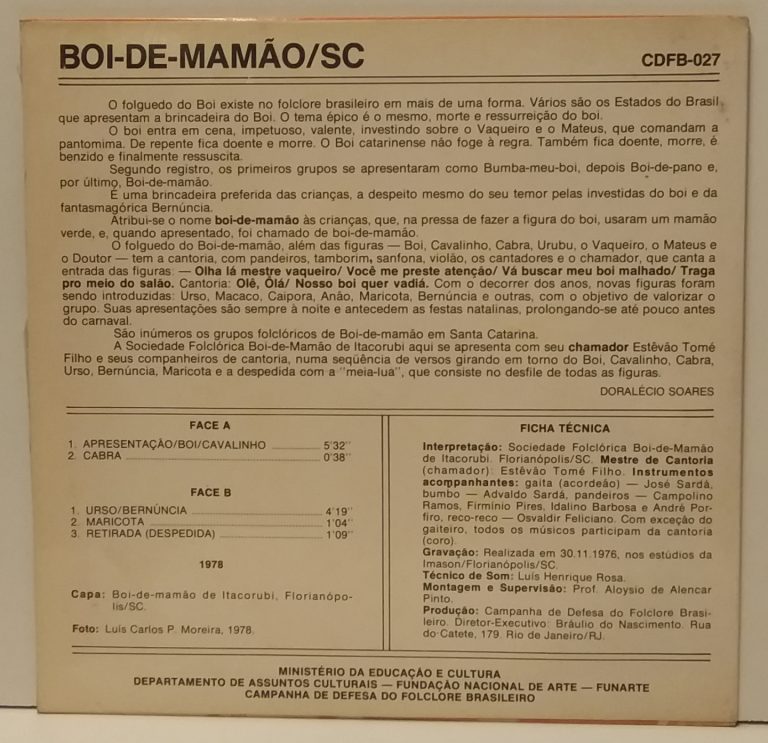 BOI-DE-MAMÃO/SC
CDFB-027
O folguedo do Boi existe no folclore brasileiro em mais de uma forma. Vários são os Estados do Brasil
que apresentam a brincadeira do Boi. O tema épico é o mesmo, morte e ressurreição do boi.
O boi entra em cena, impetuoso, valente, investindo sobre o Vaqueiro e o Mateus, que comandam a
pantomima. De repente fica doente e morre. O Boi catarinense não foge à regra. Também fica doente, morre, é
benzido e finalmente ressuscita.
Segundo registro, os primeiros grupos se apresentaram como Bumba-meu-boi, depois Boi-de-pano e,
por último, Boi-de-mamão.
É uma brincadeira preferida das crianças, a despeito mesmo do seu temor pelas investidas do boi e da
fantasmagórica Bernúncia.
Atribui-se o nome boi-de-mamão às crianças, que, na pressa de fazer a figura do boi, usaram um mamão
verde, e, quando apresentado, foi chamado de boi-de-mamão.
O folguedo do Boi-de-mamão, além das figuras — Boi, Cavalinho, Cabra, Urubu, o Vaqueiro, o Mateus e
o Doutor — tem a cantoria, com pandeiros, tamborim, sanfona, violão, os cantadores e o chamador, que canta a
entrada das figuras: — Olha lá mestre vaqueiro/ Você me preste atenção/ Vá buscar meu boi malhado/ Traga
pro meio do salão. Cantoria: Olê, Olá/ Nosso boi quer vadiá. Com o decorrer dos anos, novas figuras foram
sendo introduzidas: Urso, Macaco, Caipora, Anão, Maricota, Bernúncia e outras, com o objetivo de valorizar o
grupo. Suas apresentações são sempre à noite e antecedem as festas natalinas, prolongando-se até pouco antes
do carnaval.
São inúmeros os grupos folclóricos de Boi-de-mamão em Santa Catarina.
A Sociedade Folclórica Boi-de-Mamão de Itacorubi aqui se apresenta com seu chamador Estêvão Tomé
Filho e seus companheiros de cantoria, numa seqüência de versos girando em torno do Boi, Cavalinho, Cabra,
Urso, Bernúncia, Maricota e a despedida com a "meia-lua", que consiste no desfile de todas as figuras.
DORALÉCIO SOARES
FACE A
1. APRESENTAÇÃO/BOI/CAVALINHO 5'32"
2. CABRA 0'38"
FACE B
1. URSO/BERNÚNCIA 4'19"
2. MARICOTA 1'04"
3. RETIRADA (DESPEDIDA) 1'09"
1978
Capa: Boi-de-mamão de Itacorubi, Florianópo-
lis/SC.
Foto: Luís Carlos P. Moreira, 1978.
FICHA TÉCNICA
Interpretação: Sociedade Folclórica Boi-de-Mamão
de Itacorubi. Florianópolis/SC. Mestre de Cantoria
(chamador): Estêvão Tomé Filho. Instrumentos
acompanhantes: gaita (acordeão) — José Sardá,
bumbo — Advaldo Sardá, pandeiros — Campolino
Ramos, Firmínio Pires, Idalino Barbosa e André Por-
firo, reco-reco — Osvaldir Feliciano. Com exceção do
gaiteiro, todos os músicos participam da cantoria
(coro).
Gravação: Realizada em 30.11.1976, nos estúdios da
Imason/Florianópolis/SC.
Técnico de Som: Luís Henrique Rosa.
Montagem e Supervisão: Prof. Aloysio de Alencar
Pinto.
Produção: Campanha de Defesa do Folclore Brasi-
leiro. Diretor-Executivo: Bráulio do Nascimento. Rua
do Catete, 179. Rio de Janeiro/RJ.
MINISTÉRIO DA EDUCAÇÃO E CULTURA
DEPARTAMENTO DE ASSUNTOS CULTURAIS — FUNDAÇÃO NACIONAL DE ARTE — FUNARTE
CAMPANHA DE DEFESA DO FOLCLORE BRASILEIRO